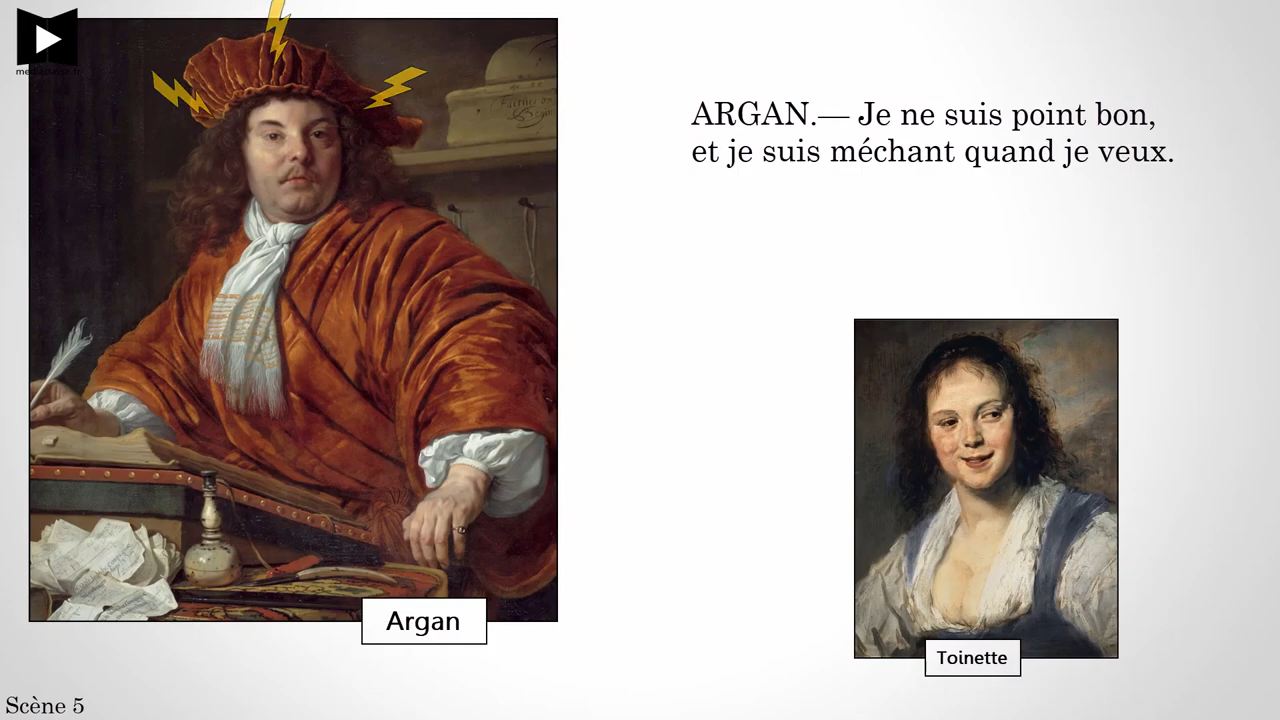 ARGAN.— Je ne suis point bon,
et je suis méchant quand je veux.
Argan
Toinette
Scène 5